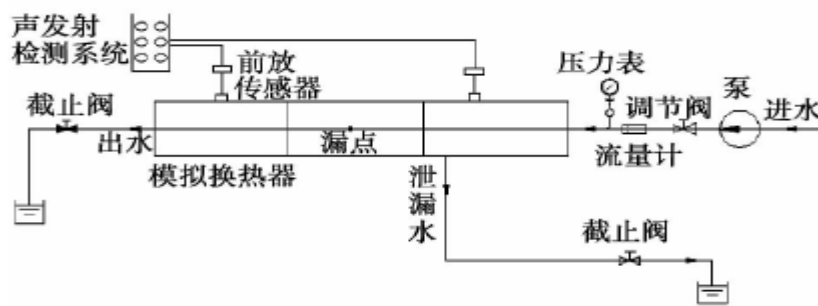 声发射
检测系统
前放
传感器
截止阀
出水
漏点
模拟换热器
压力表
调节阀
泵
进水
流量计
泄漏水
截止阀